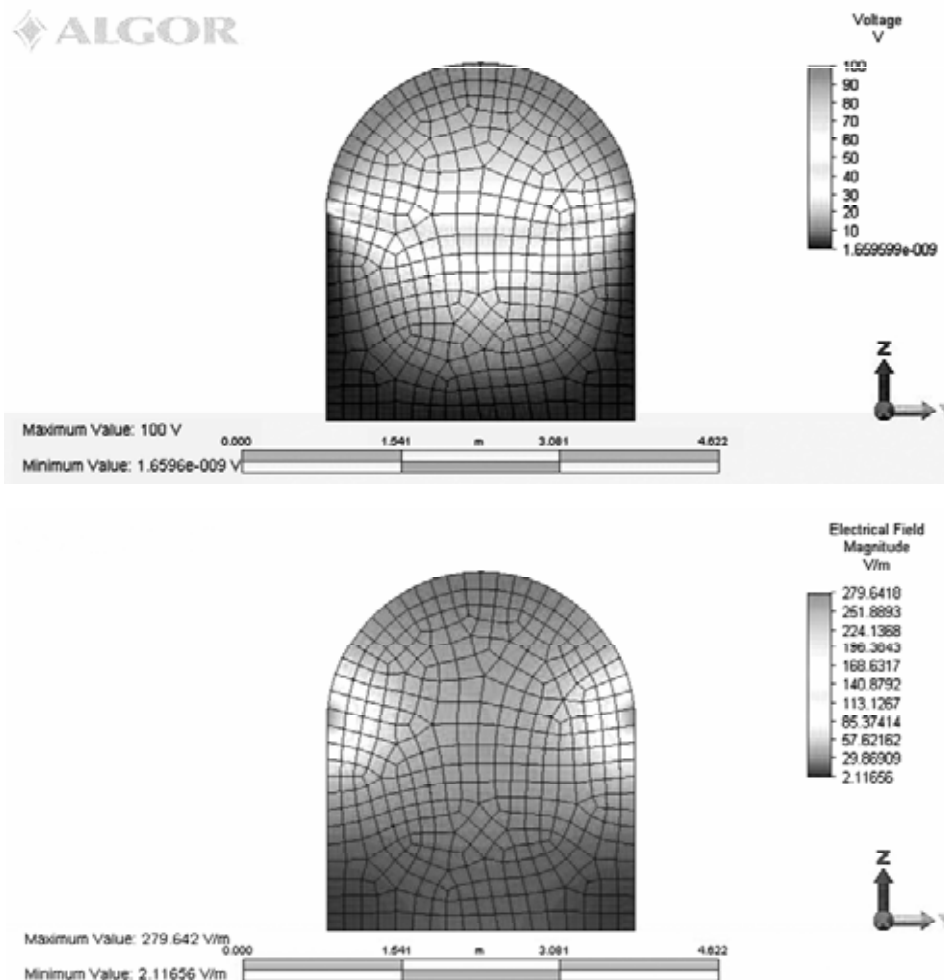 ALGOR
Voltage
V
100
90
80
70
60
50
40
30
20
10
1.659599e-009
Z
Y
Maximum Value: 100 V
0.000 1.541 m 3.081 4.622
Minimum Value: 1.6596e-009 V
Electrical Field
Magnitude
V/m
279.6418
251.8893
224.1368
196.3843
168.6317
140.8792
113.1267
85.37414
57.62162
29.86909
2.11656
Z
Y
Maximum Value: 279.642 V/m
0.000 1.541 m 3.081 4.622
Minimum Value: 2.11656 V/m